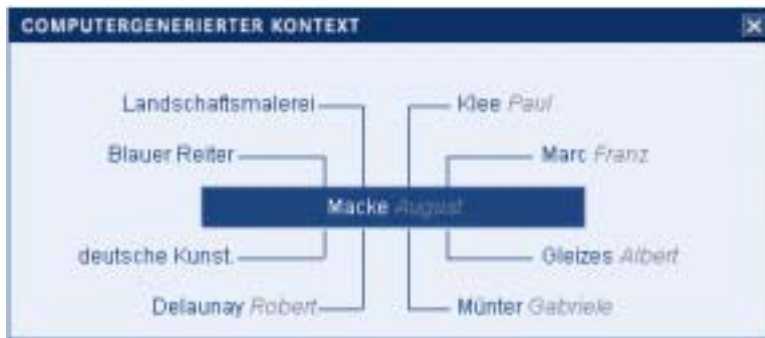 COMPUTERGENERIERTER KONTEXT
Landschaftsmalerei Klee Paul
Blauer Reiter Marc Franz
Macke August
deutsche Kunst Gleizes Albert
Delaunay Robert Münter Gabriele